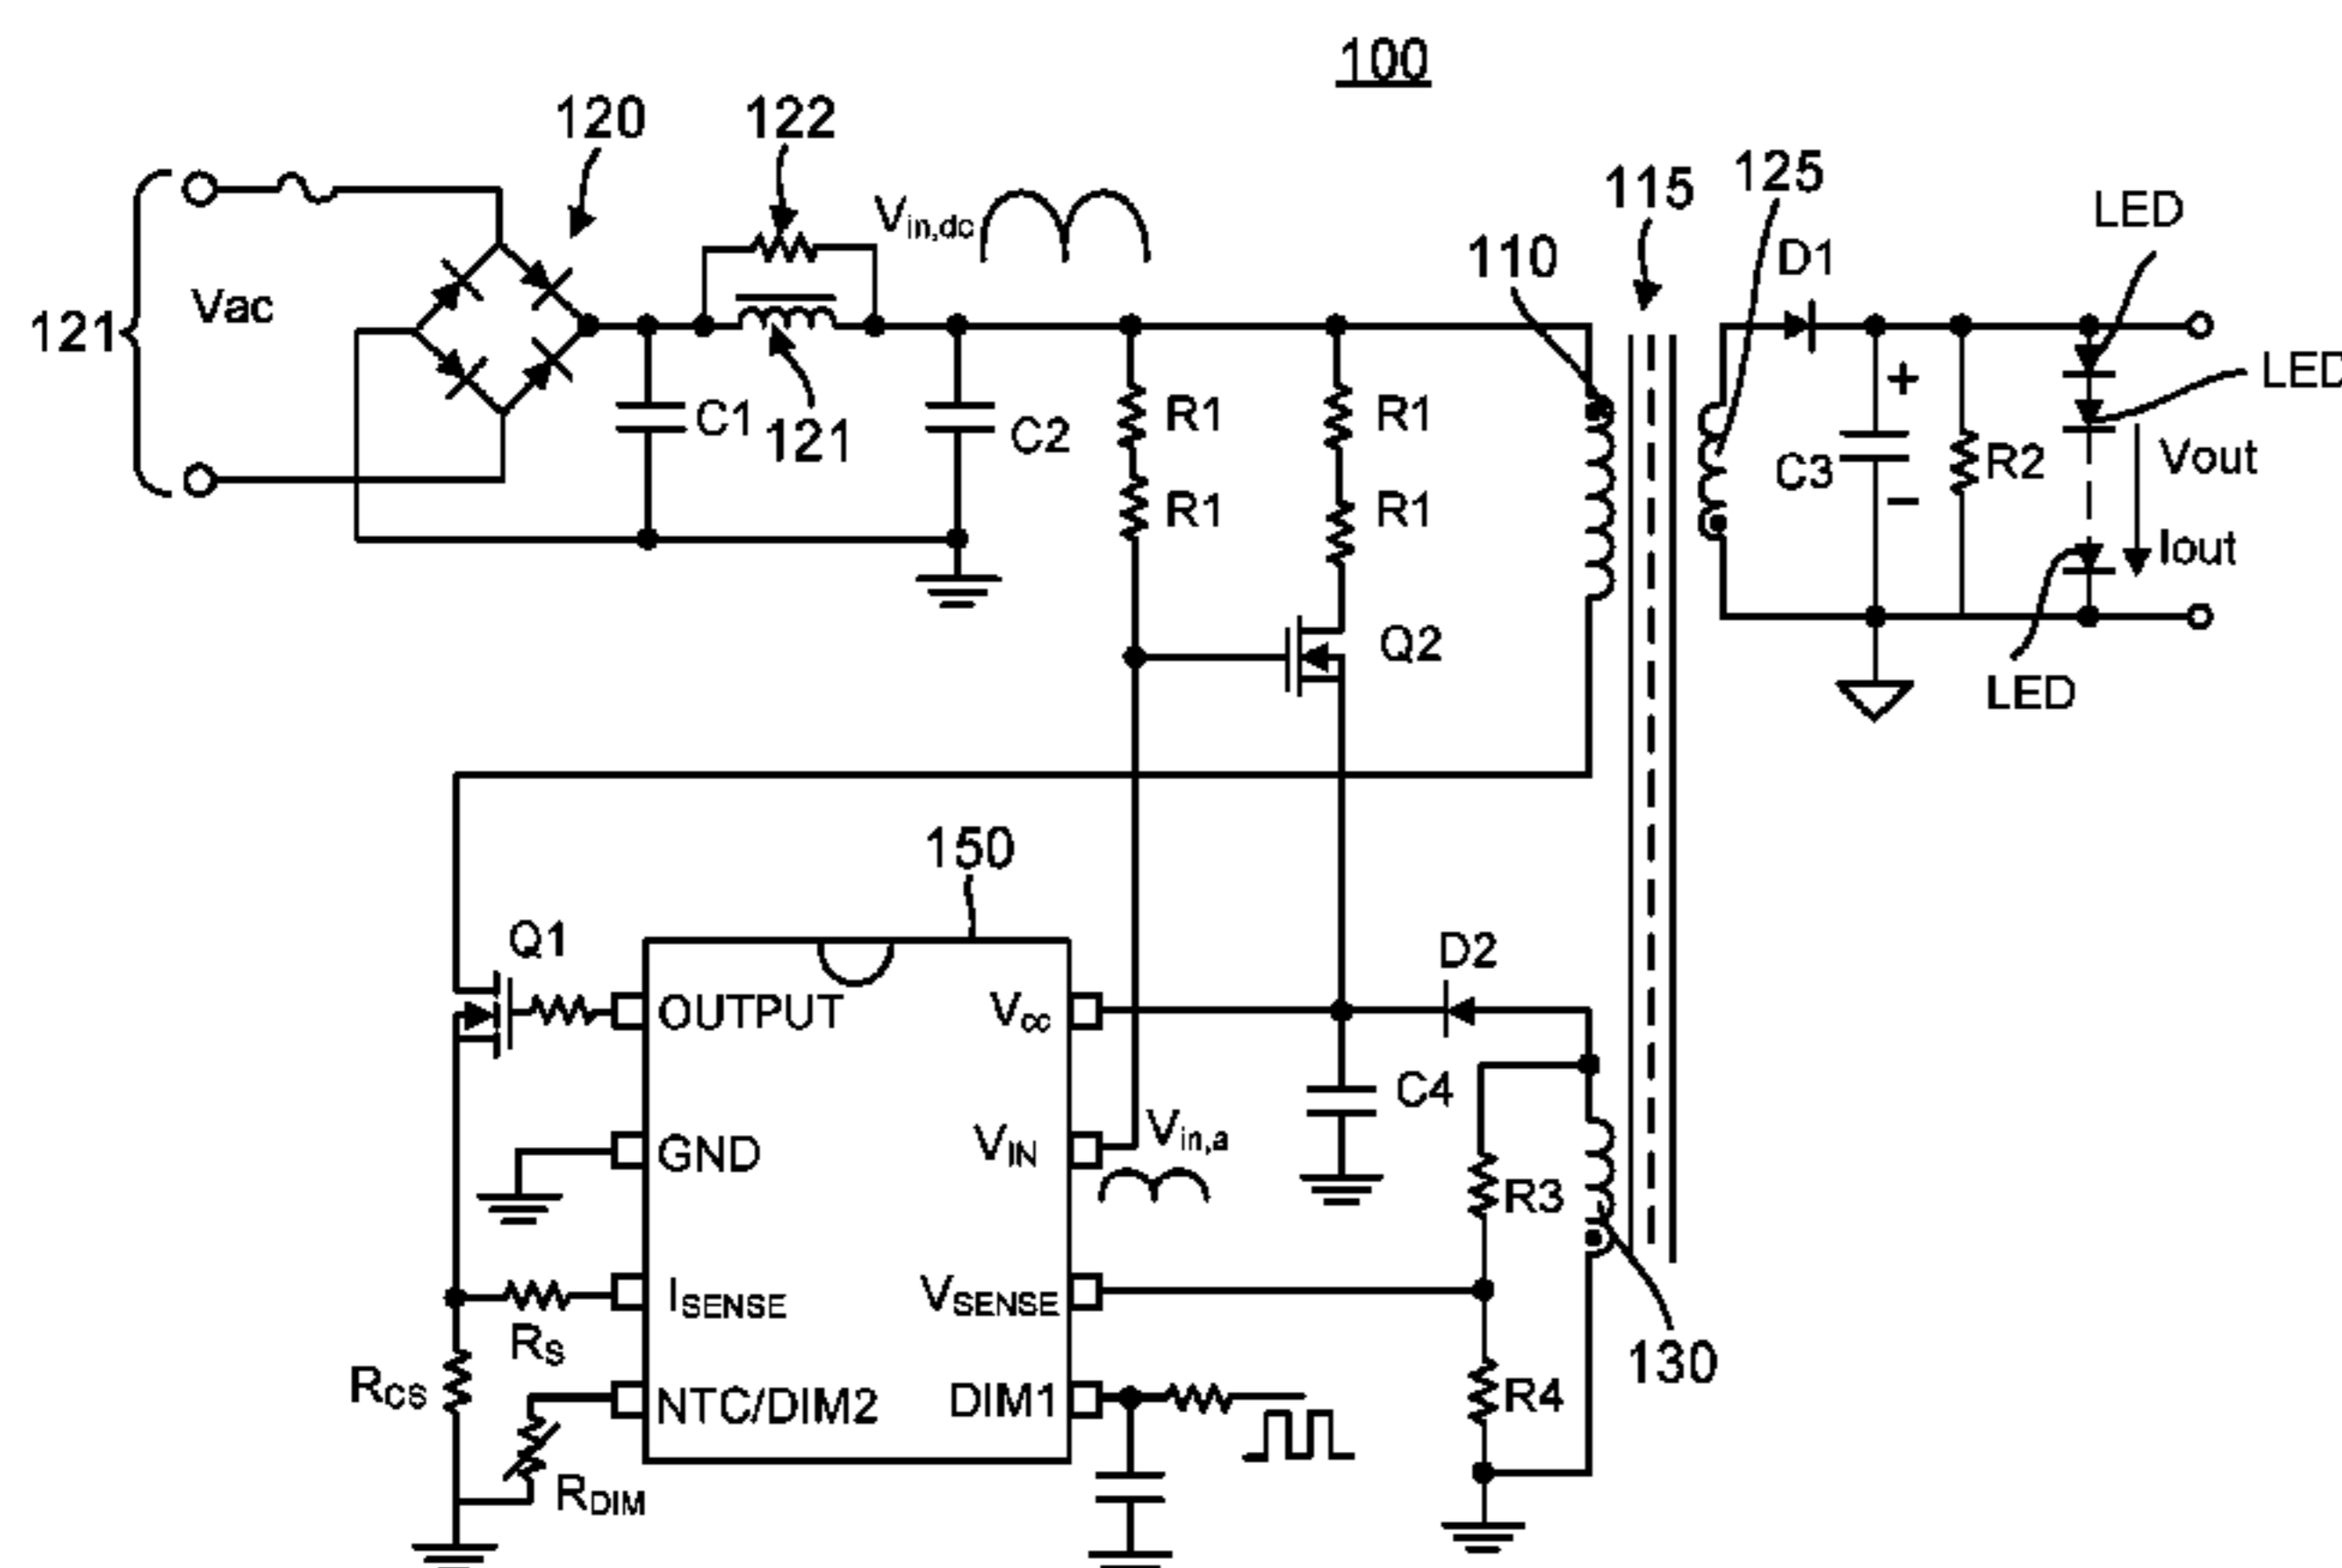 100
120
122
115
125
LED
Vin,dc
110
D1
121
Vac
LED
C1
121
C2
R1
R1
C3
R2
Vout
R1
R1
Iout
Q2
LED
150
Q1
D2
OUTPUT
Vcc
C4
GND
VIN
Vin,a
R3
ISENSE
VSENSE
RS
130
RCS
NTC/DIM2
DIM1
R4
RDIM
+
−